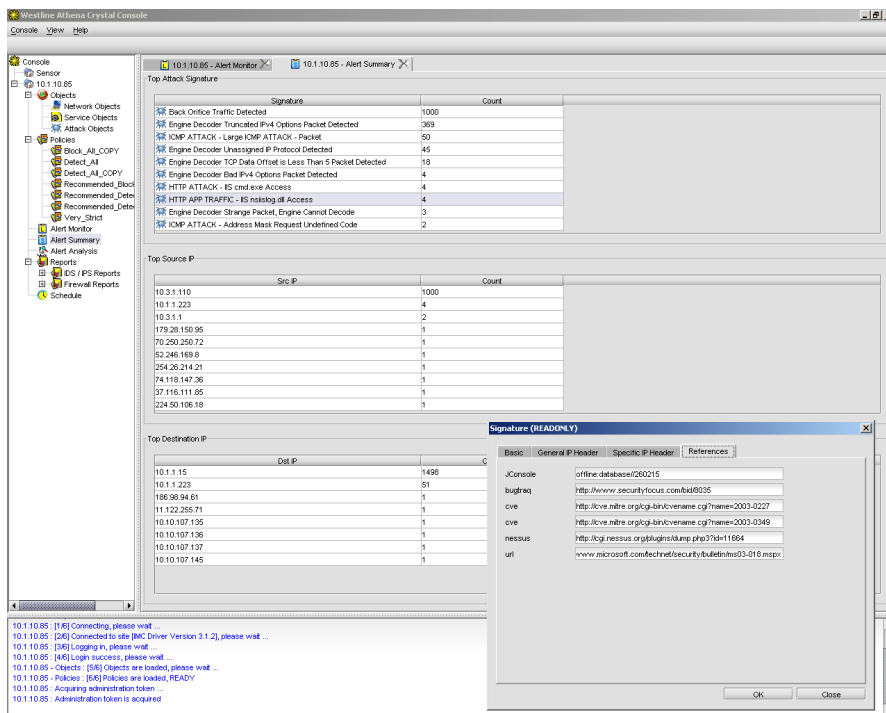 Westline Athena Crystal Console
Console View Help
Console
Sensor
10.1.10.85
Objects
Network Objects
Service Objects
Attack Objects
Policies
Block_All_COPY
Detect_All
Detect_All_COPY
Recommended_Block
Recommended_Dete
Recommended_Dete
Very_Strict
Alert Monitor
Alert Summary
Alert Analysis
Reports
IDS / IPS Reports
Firewall Reports
Schedule
10.1.10.85 - Alert Monitor 10.1.10.85 - Alert Summary
Top Attack Signature
Signature Count
Back Orifice Traffic Detected 1000
Engine Decoder Truncated IPv4 Options Packet Detected 369
ICMP ATTACK - Large ICMP ATTACK - Packet 50
Engine Decoder Unassigned IP Protocol Detected 45
Engine Decoder TCP Data Offset is Less Than 5 Packet Detected 18
Engine Decoder Bad IPv4 Options Packet Detected 4
HTTP ATTACK - IIS cmd.exe Access 4
HTTP APP TRAFFIC - IIS nsiislog.dll Access 4
Engine Decoder Strange Packet, Engine Cannot Decode 3
ICMP ATTACK - Address Mask Request Undefined Code 2
Top Source IP
Src IP Count
10.3.1.110 1000
10.1.1.223 4
10.3.1.1 2
179.28.150.95 1
70.250.250.72 1
52.246.169.8 1
254.26.214.21 1
74.118.147.36 1
37.116.111.85 1
224.50.106.18 1
Top Destination IP
Dst IP C
10.1.1.15 1498
10.1.1.223 51
186.98.94.61 1
11.122.255.71 1
10.10.107.135 1
10.10.107.136 1
10.10.107.137 1
10.10.107.145 1
Signature (READONLY)
Basic General IP Header Specific IP Header References
JConsole offline:database//260215
bugtraq http://www.securityfocus.com/bid/8035
cve http://cve.mitre.org/cgi-bin/cvename.cgi?name=2003-0227
cve http://cve.mitre.org/cgi-bin/cvename.cgi?name=2003-0349
nessus http://cgi.nessus.org/plugins/dump.php3?id=11664
url www.microsoft.com/technet/security/bulletin/ms03-018.mspx
OK Close
10.1.10.85 : [1/6] Connecting, please wait ...
10.1.10.85 : [2/6] Connected to site [IMC Driver Version 3.1.2], please wait ...
10.1.10.85 : [3/6] Logging in, please wait ...
10.1.10.85 : [4/6] Login success, please wait ...
10.1.10.85 - Objects : [5/6] Objects are loaded, please wait ...
10.1.10.85 - Policies : [6/6] Policies are loaded, READY
10.1.10.85 : Acquiring administration token ...
10.1.10.85 : Administration token is acquired